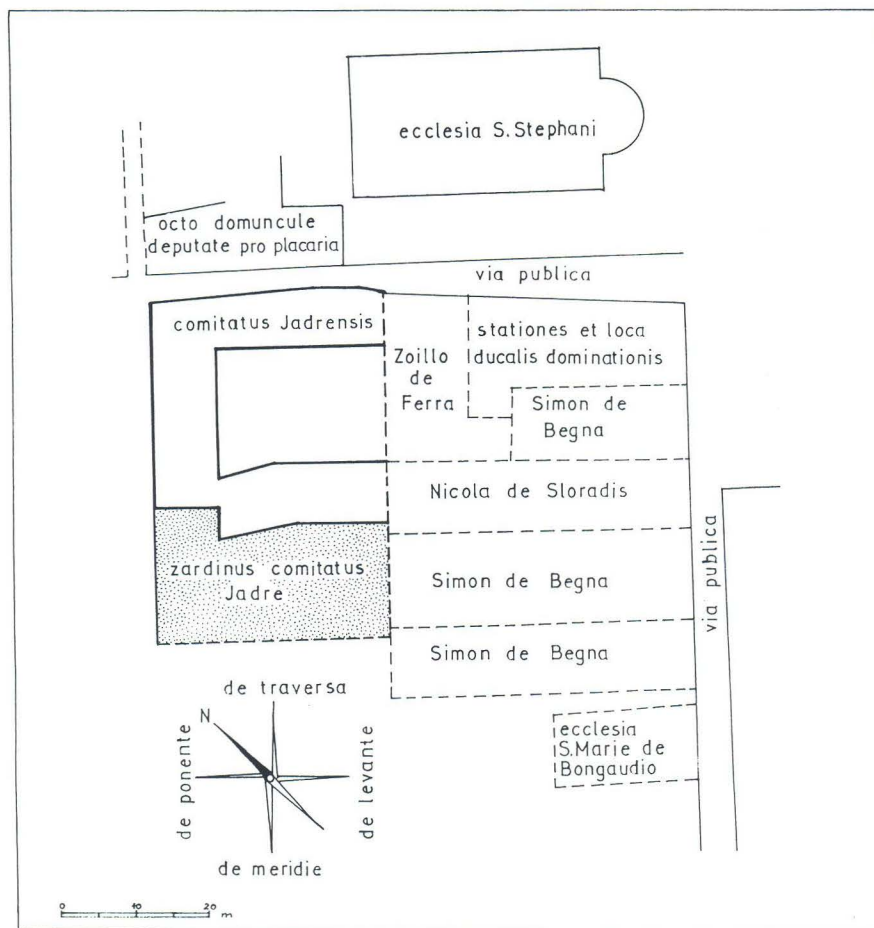 ecclesia S.Stephani
octo domuncule
deputate pro placaria
via publica
comitatus Jadrensis
Zoillo
de
Ferra
stationes et loca
ducalis dominationis
Simon de
Begna
Nicola de Sloradis
zardinus comitatus
Jadre
Simon de Begna
via publica
Simon de Begna
de traversa
N
de ponente
de levante
de meridie
ecclesia
S.Marie de
Bongaudio
0 10 20 m